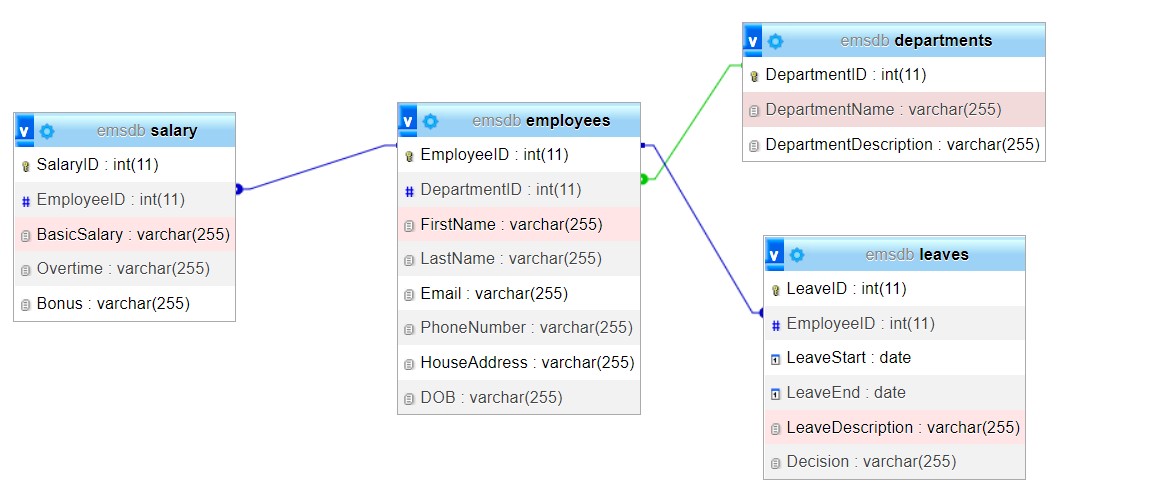 v emsdb salary
SalaryID : int(11)
# EmployeeID : int(11)
BasicSalary : varchar(255)
Overtime : varchar(255)
Bonus : varchar(255)
v emsdb employees
EmployeeID : int(11)
# DepartmentID : int(11)
FirstName : varchar(255)
LastName : varchar(255)
Email : varchar(255)
PhoneNumber : varchar(255)
HouseAddress : varchar(255)
DOB : varchar(255)
v emsdb departments
DepartmentID : int(11)
DepartmentName : varchar(255)
DepartmentDescription : varchar(255)
v emsdb leaves
LeaveID : int(11)
# EmployeeID : int(11)
LeaveStart : date
LeaveEnd : date
LeaveDescription : varchar(255)
Decision : varchar(255)